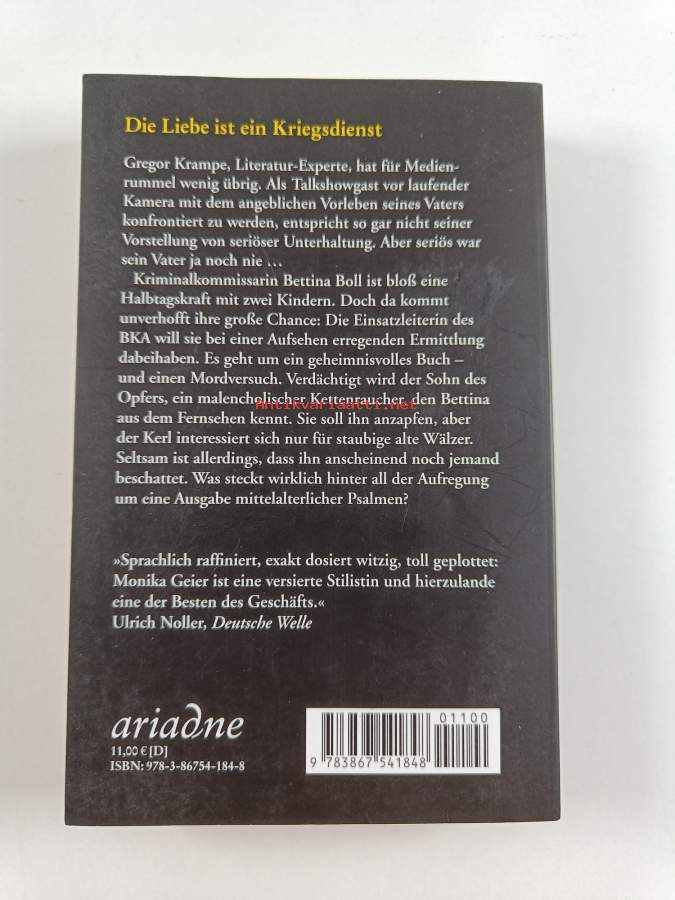 Die Liebe ist ein Kriegsdienst
Gregor Krampe, Literatur-Experte, hat für Medien-
rummel wenig übrig. Als Talkshowgast vor laufender
Kamera mit dem angeblichen Vorleben seines Vaters
konfrontiert zu werden, entspricht so gar nicht seiner
Vorstellung von seriöser Unterhaltung. Aber seriös war
sein Vater ja noch nie …
Kriminalkommissarin Bettina Boll ist bloß eine
Halbtagskraft mit zwei Kindern. Doch da kommt
unverhofft ihre große Chance: Die Einsatzleiterin des
BKA will sie bei einer Aufsehen erregenden Ermittlung
dabeihaben. Es geht um ein geheimnisvolles Buch –
und einen Mordversuch. Verdächtigt wird der Sohn des
Opfers, ein malencholischer Kettenraucher, den Bettina
Antikvariaatti.net
aus dem Fernsehen kennt. Sie soll ihn anzapfen, aber
der Kerl interessiert sich nur für staubige alte Wälzer.
Seltsam ist allerdings, dass ihn anscheinend noch jemand
beschattet. Was steckt wirklich hinter all der Aufregung
um eine Ausgabe mittelalterlicher Psalmen?
»Sprachlich raffiniert, exakt dosiert witzig, toll geplottet:
Monika Geier ist eine versierte Stilistin und hierzulande
eine der Besten des Geschäfts.«
Ulrich Noller, Deutsche Welle
ariadne
11,00 € [D]
ISBN: 978-3-86754-184-8
01100
9 783867 541848